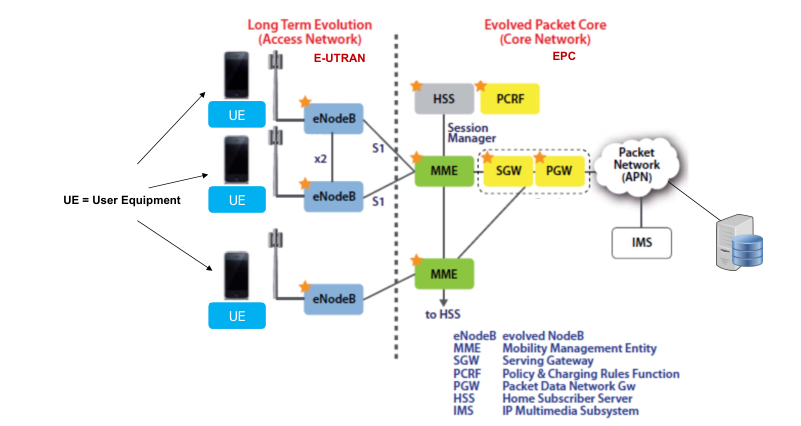 Long Term Evolution
(Access Network)
E-UTRAN
Evolved Packet Core
(Core Network)
EPC
UE
eNodeB
HSS
PCRF
Session
Manager
x2
S1
UE
eNodeB
S1
MME
SGW
PGW
Packet
Network
(APN)
UE = User Equipment
IMS
UE
eNodeB
MME
to HSS
eNodeB evolved NodeB
MME Mobility Management Entity
SGW Serving Gateway
PCRF Policy & Charging Rules Function
PGW Packet Data Network Gw
HSS Home Subscriber Server
IMS IP Multimedia Subsystem